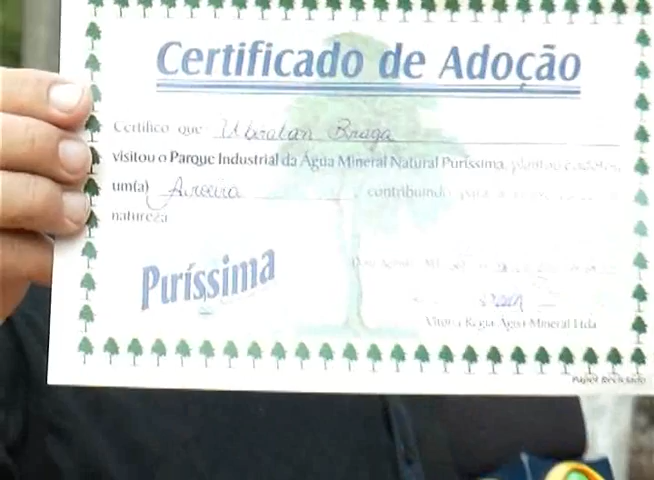 Certificado de Adoção
Certifico que Ubiratan Braga
visitou o Parque Industrial da Água Mineral Natural Puríssima, plantou e adotou
um(a) Aroeira, contribuindo para
natureza
Puríssima
Vitória Régia Água Mineral Ltda
Papel Reciclado